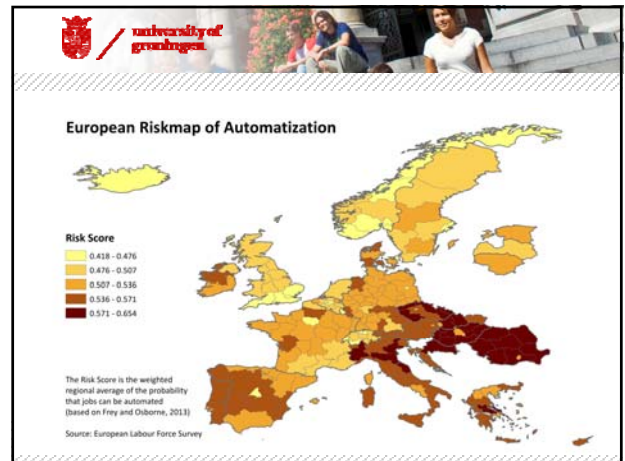 university of
groningen
European Riskmap of Automatization
Risk Score
0.418 - 0.476
0.476 - 0.507
0.507 - 0.536
0.536 - 0.571
0.571 - 0.654
The Risk Score is the weighted
regional average of the probability
that jobs can be automated
(based on Frey and Osborne, 2013)
Source: European Labour Force Survey